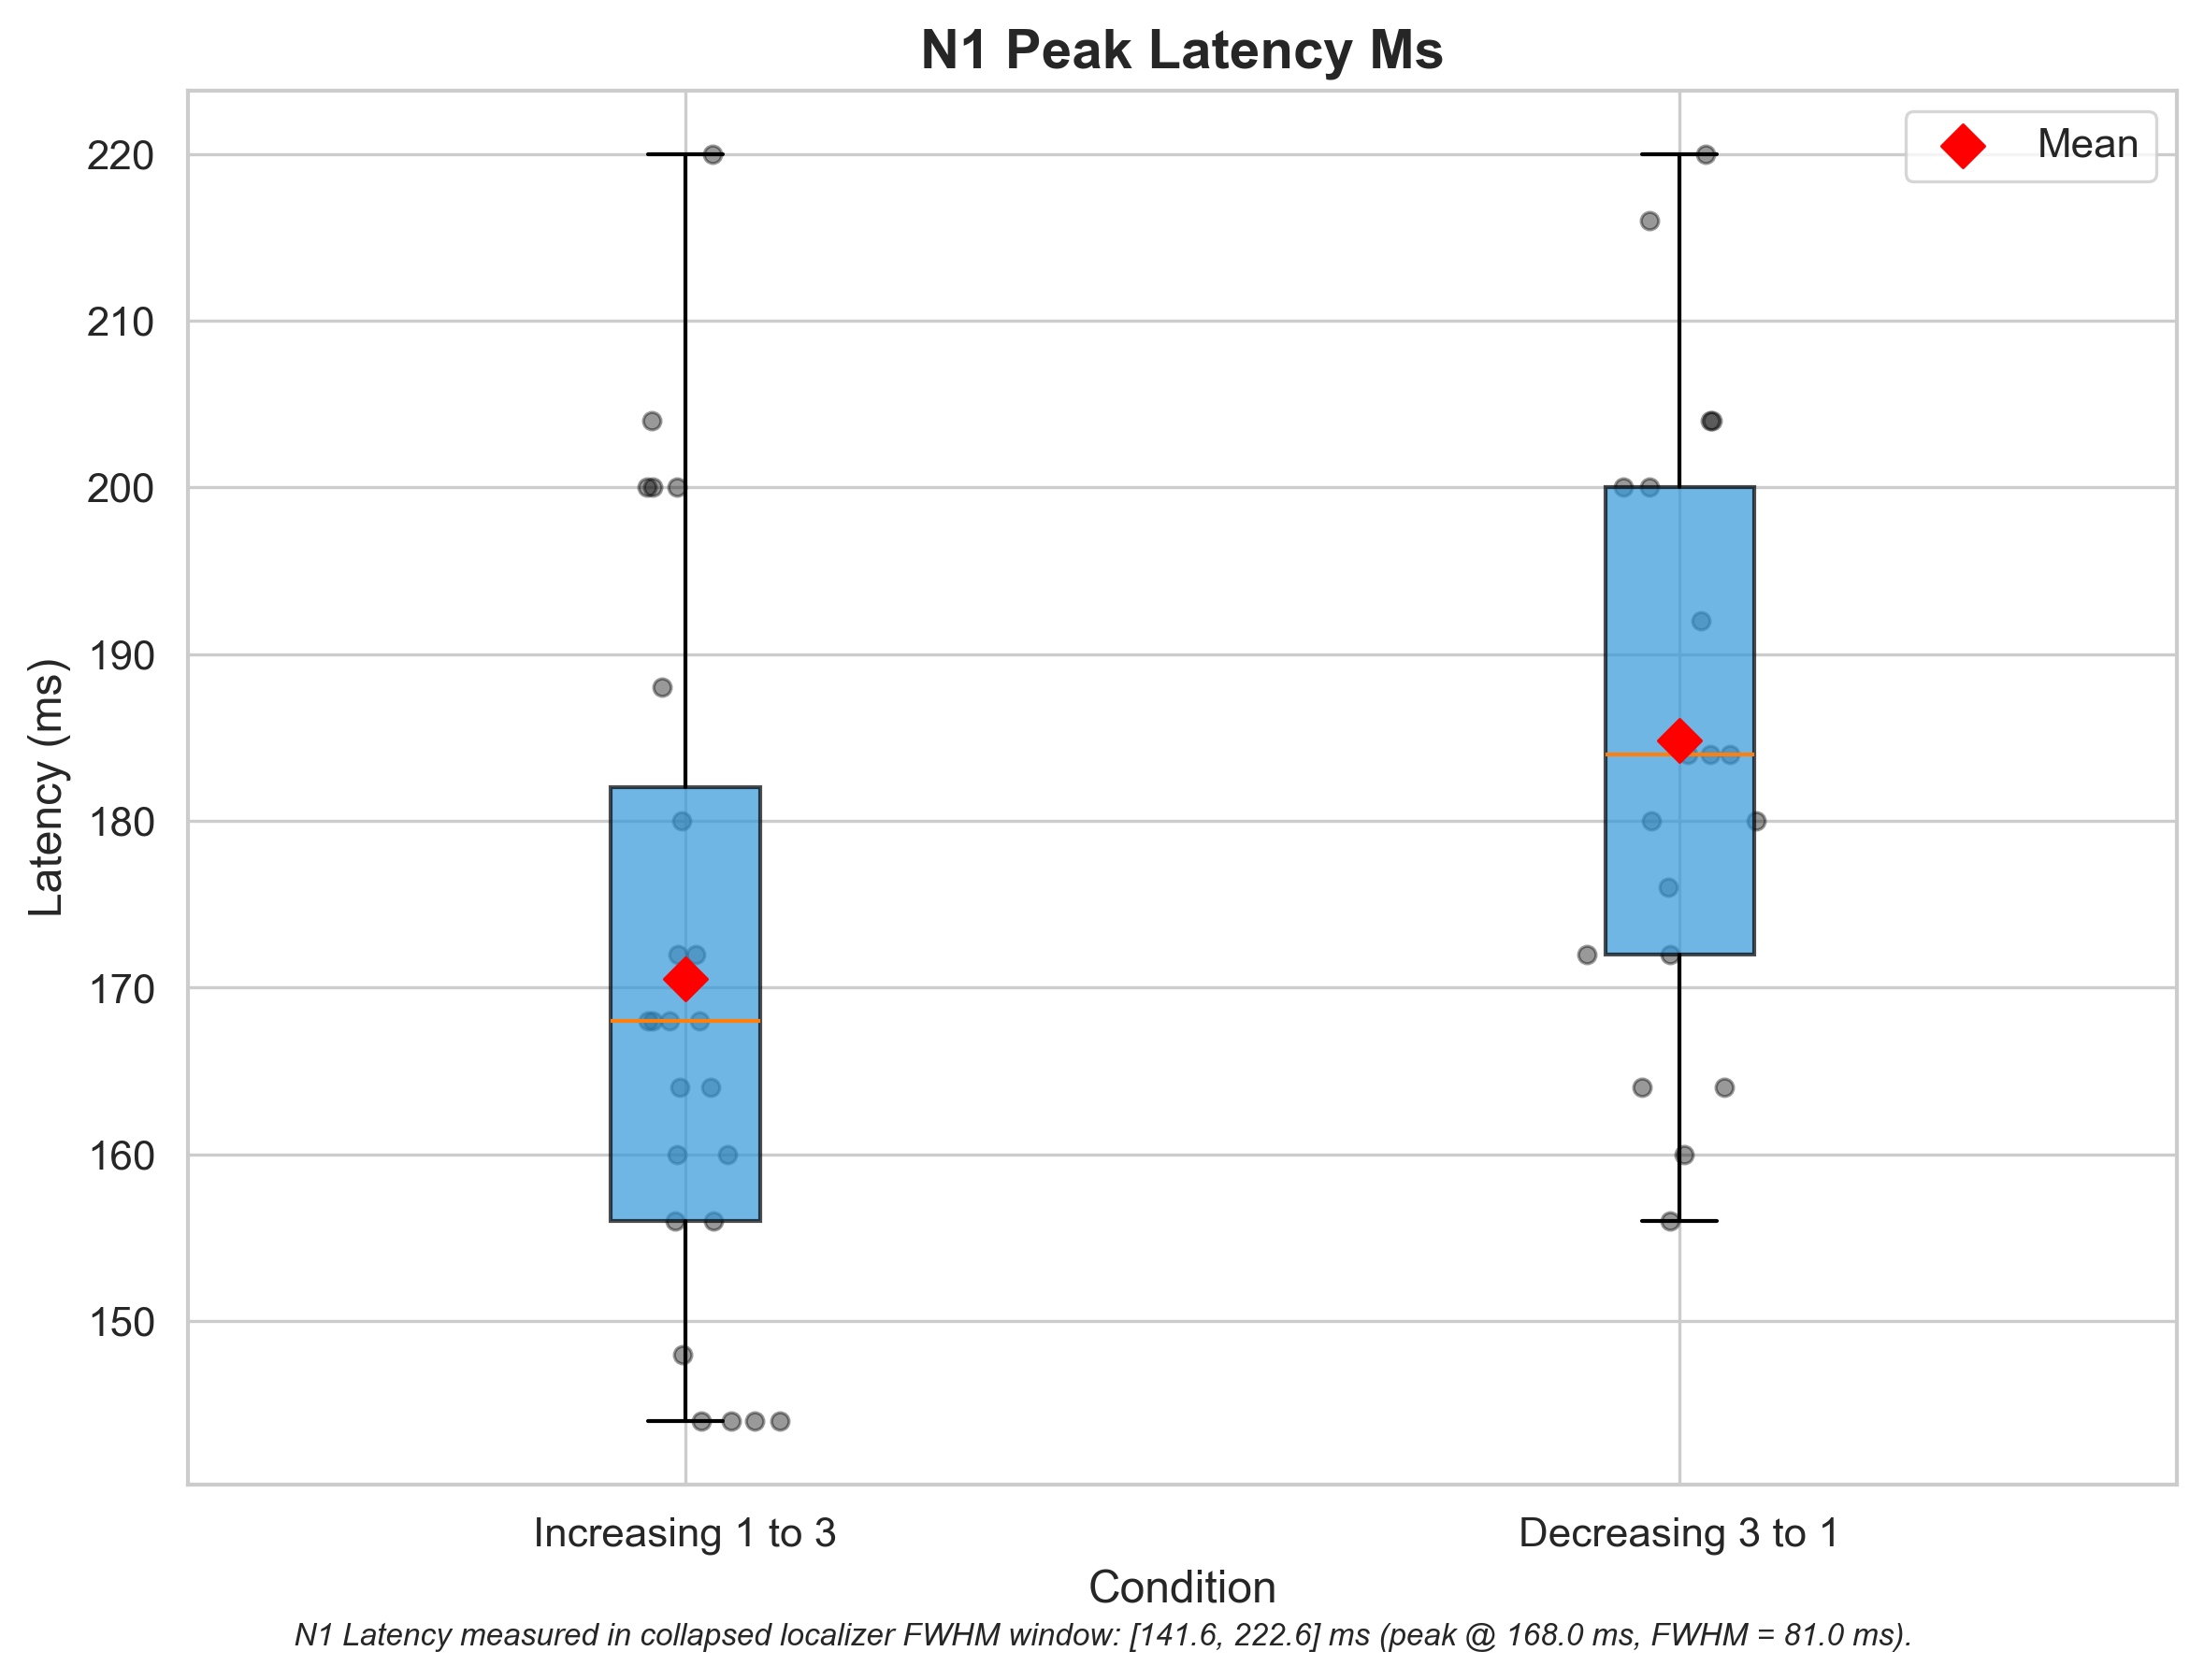 N1 Peak Latency Ms
Mean
220
210
200
190
180
170
160
150
Latency (ms)
Increasing 1 to 3
Decreasing 3 to 1
Condition
N1 Latency measured in collapsed localizer FWHM window: [141.6, 222.6] ms (peak @ 168.0 ms, FWHM = 81.0 ms).